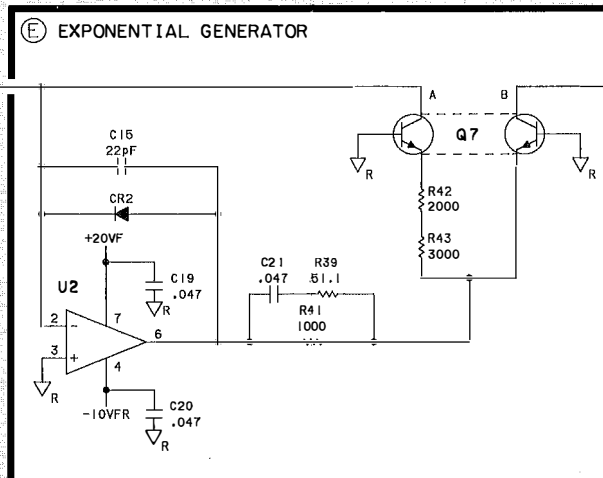 E EXPONENTIAL GENERATOR
A B
C15
22pF
Q7
R R
CR2
R42
2000
+20VF
R43
3000
C21 R39
.047 51.1
C19
.047
U2
R41
1000
R
2 - 7
6
3 + 4
R
C20
.047
-10VFR
R